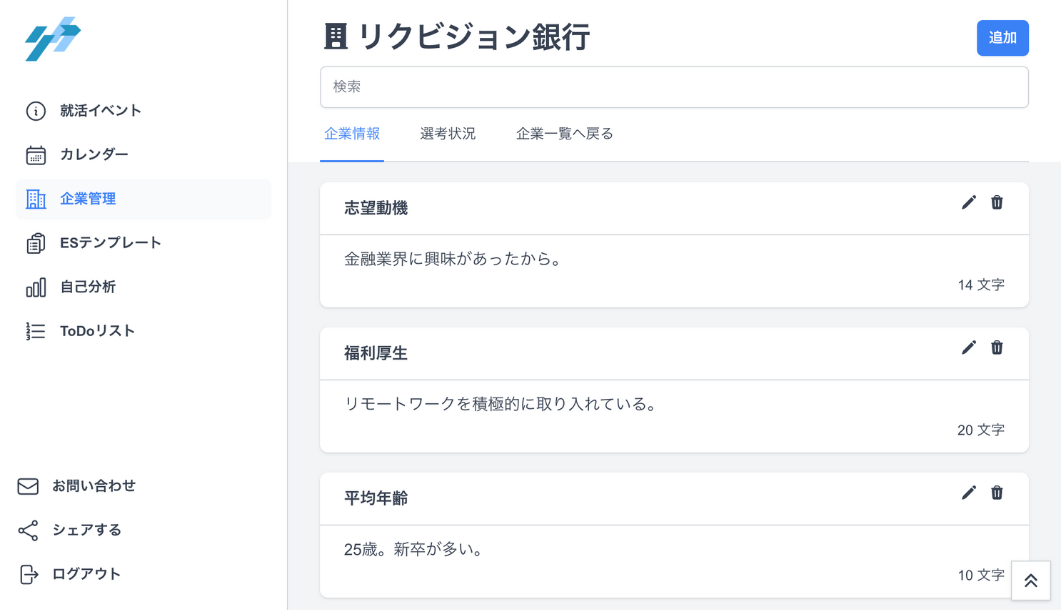 就活イベント
カレンダー
企業管理
ESテンプレート
自己分析
ToDoリスト
お問い合わせ
シェアする
ログアウト
リクビジョン銀行
追加
検索
企業情報 選考状況 企業一覧へ戻る
志望動機
金融業界に興味があったから。
14 文字
福利厚生
リモートワークを積極的に取り入れている。
20 文字
平均年齢
25歳。新卒が多い。
10 文字